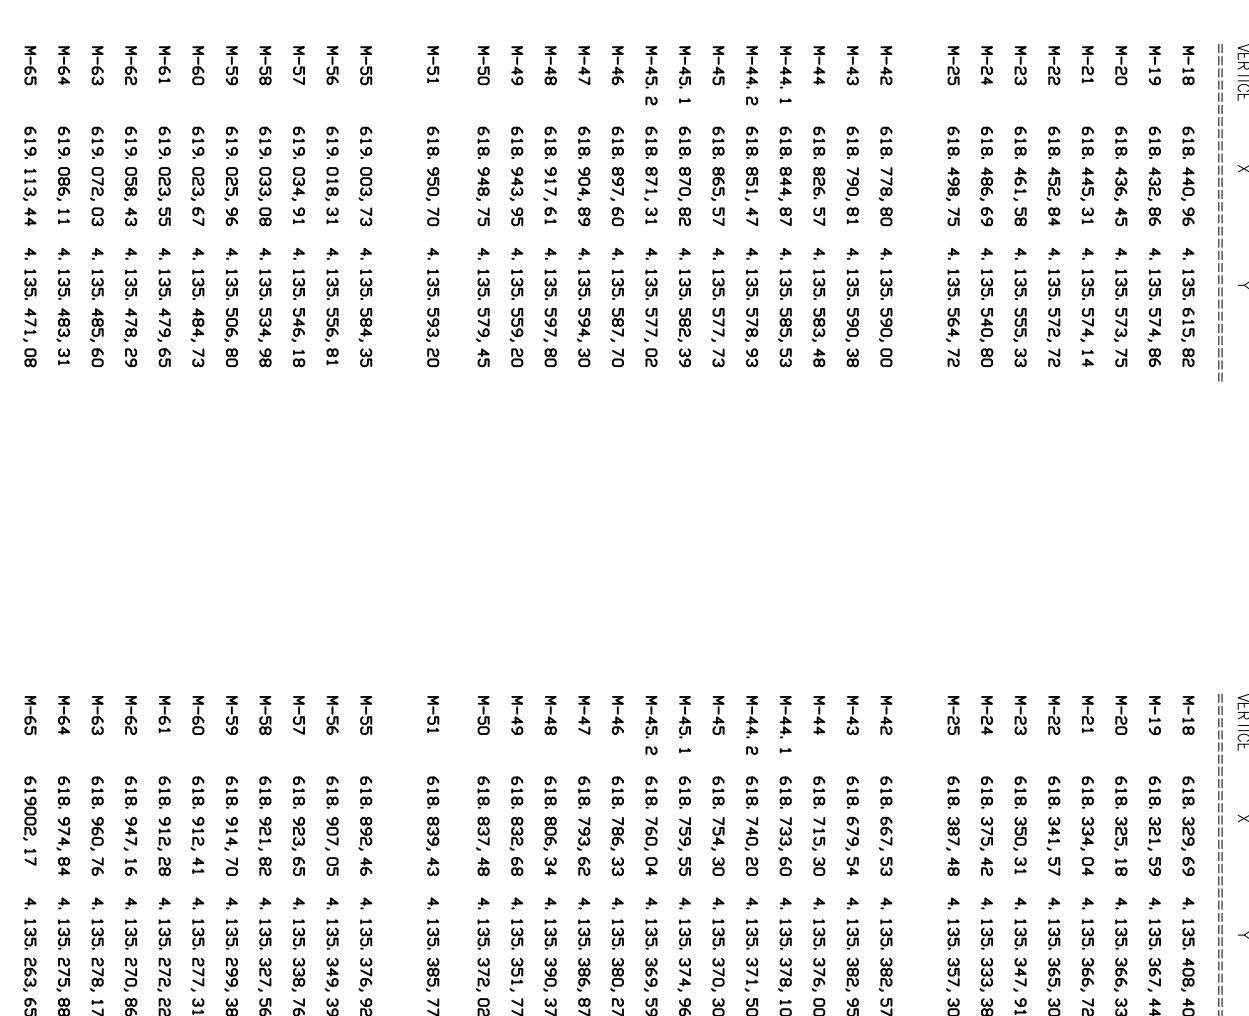 VERTICE X Y
==========================================
M-18 618.440,96 4.135.615,82
M-19 618.432,86 4.135.574,86
M-20 618.436,45 4.135.573,75
M-21 618.445,31 4.135.574,14
M-22 618.452,84 4.135.572,72
M-23 618.461,58 4.135.555,33
M-24 618.486,69 4.135.540,80
M-25 618.498,75 4.135.564,72
M-42 618.778,80 4.135.590,00
M-43 618.790,81 4.135.590,38
M-44 618.826.57 4.135.583,48
M-44.1 618.844,87 4.135.585,53
M-44.2 618.851,47 4.135.578,93
M-45 618.865,57 4.135.577,73
M-45.1 618.870,82 4.135.582,39
M-45.2 618.871,31 4.135.577,02
M-46 618.897,60 4.135.587,70
M-47 618.904,89 4.135.594,30
M-48 618.917,61 4.135.597,80
M-49 618.943,95 4.135.559,20
M-50 618.948,75 4.135.579,45
M-51 618.950,70 4.135.593,20
M-55 619.003,73 4.135.584,35
M-56 619.018,31 4.135.556,81
M-57 619.034,91 4.135.546,18
M-58 619.033,08 4.135.534,98
M-59 619.025,96 4.135.506,80
M-60 619.023,67 4.135.484,73
M-61 619.023,55 4.135.479,65
M-62 619.058,43 4.135.478,29
M-63 619.072,03 4.135.485,60
M-64 619.086,11 4.135.483,31
M-65 619.113,44 4.135.471,08
VERTICE X Y
==========================================
M-18 618.329,69 4.135.408,40
M-19 618.321,59 4.135.367,44
M-20 618.325,18 4.135.366,33
M-21 618.334,04 4.135.366,72
M-22 618.341,57 4.135.365,30
M-23 618.350,31 4.135.347,91
M-24 618.375,42 4.135.333,38
M-25 618.387,48 4.135.357,30
M-42 618.667,53 4.135.382,57
M-43 618.679,54 4.135.382,95
M-44 618.715,30 4.135.376,00
M-44.1 618.733,60 4.135.378,10
M-44.2 618.740,20 4.135.371,50
M-45 618.754,30 4.135.370,30
M-45.1 618.759,55 4.135.374,96
M-45.2 618.760,04 4.135.369,59
M-46 618.786,33 4.135.380,27
M-47 618.793,62 4.135.386,87
M-48 618.806,34 4.135.390,37
M-49 618.832,68 4.135.351,77
M-50 618.837,48 4.135.372,02
M-51 618.839,43 4.135.385,77
M-55 618.892,46 4.135.376,92
M-56 618.907,05 4.135.349,39
M-57 618.923,65 4.135.338,76
M-58 618.921,82 4.135.327,56
M-59 618.914,70 4.135.299,38
M-60 618.912,41 4.135.277,31
M-61 618.912,28 4.135.272,22
M-62 618.947,16 4.135.270,86
M-63 618.960,76 4.135.278,17
M-64 618.974,84 4.135.275,88
M-65 619002,17 4.135.263,65